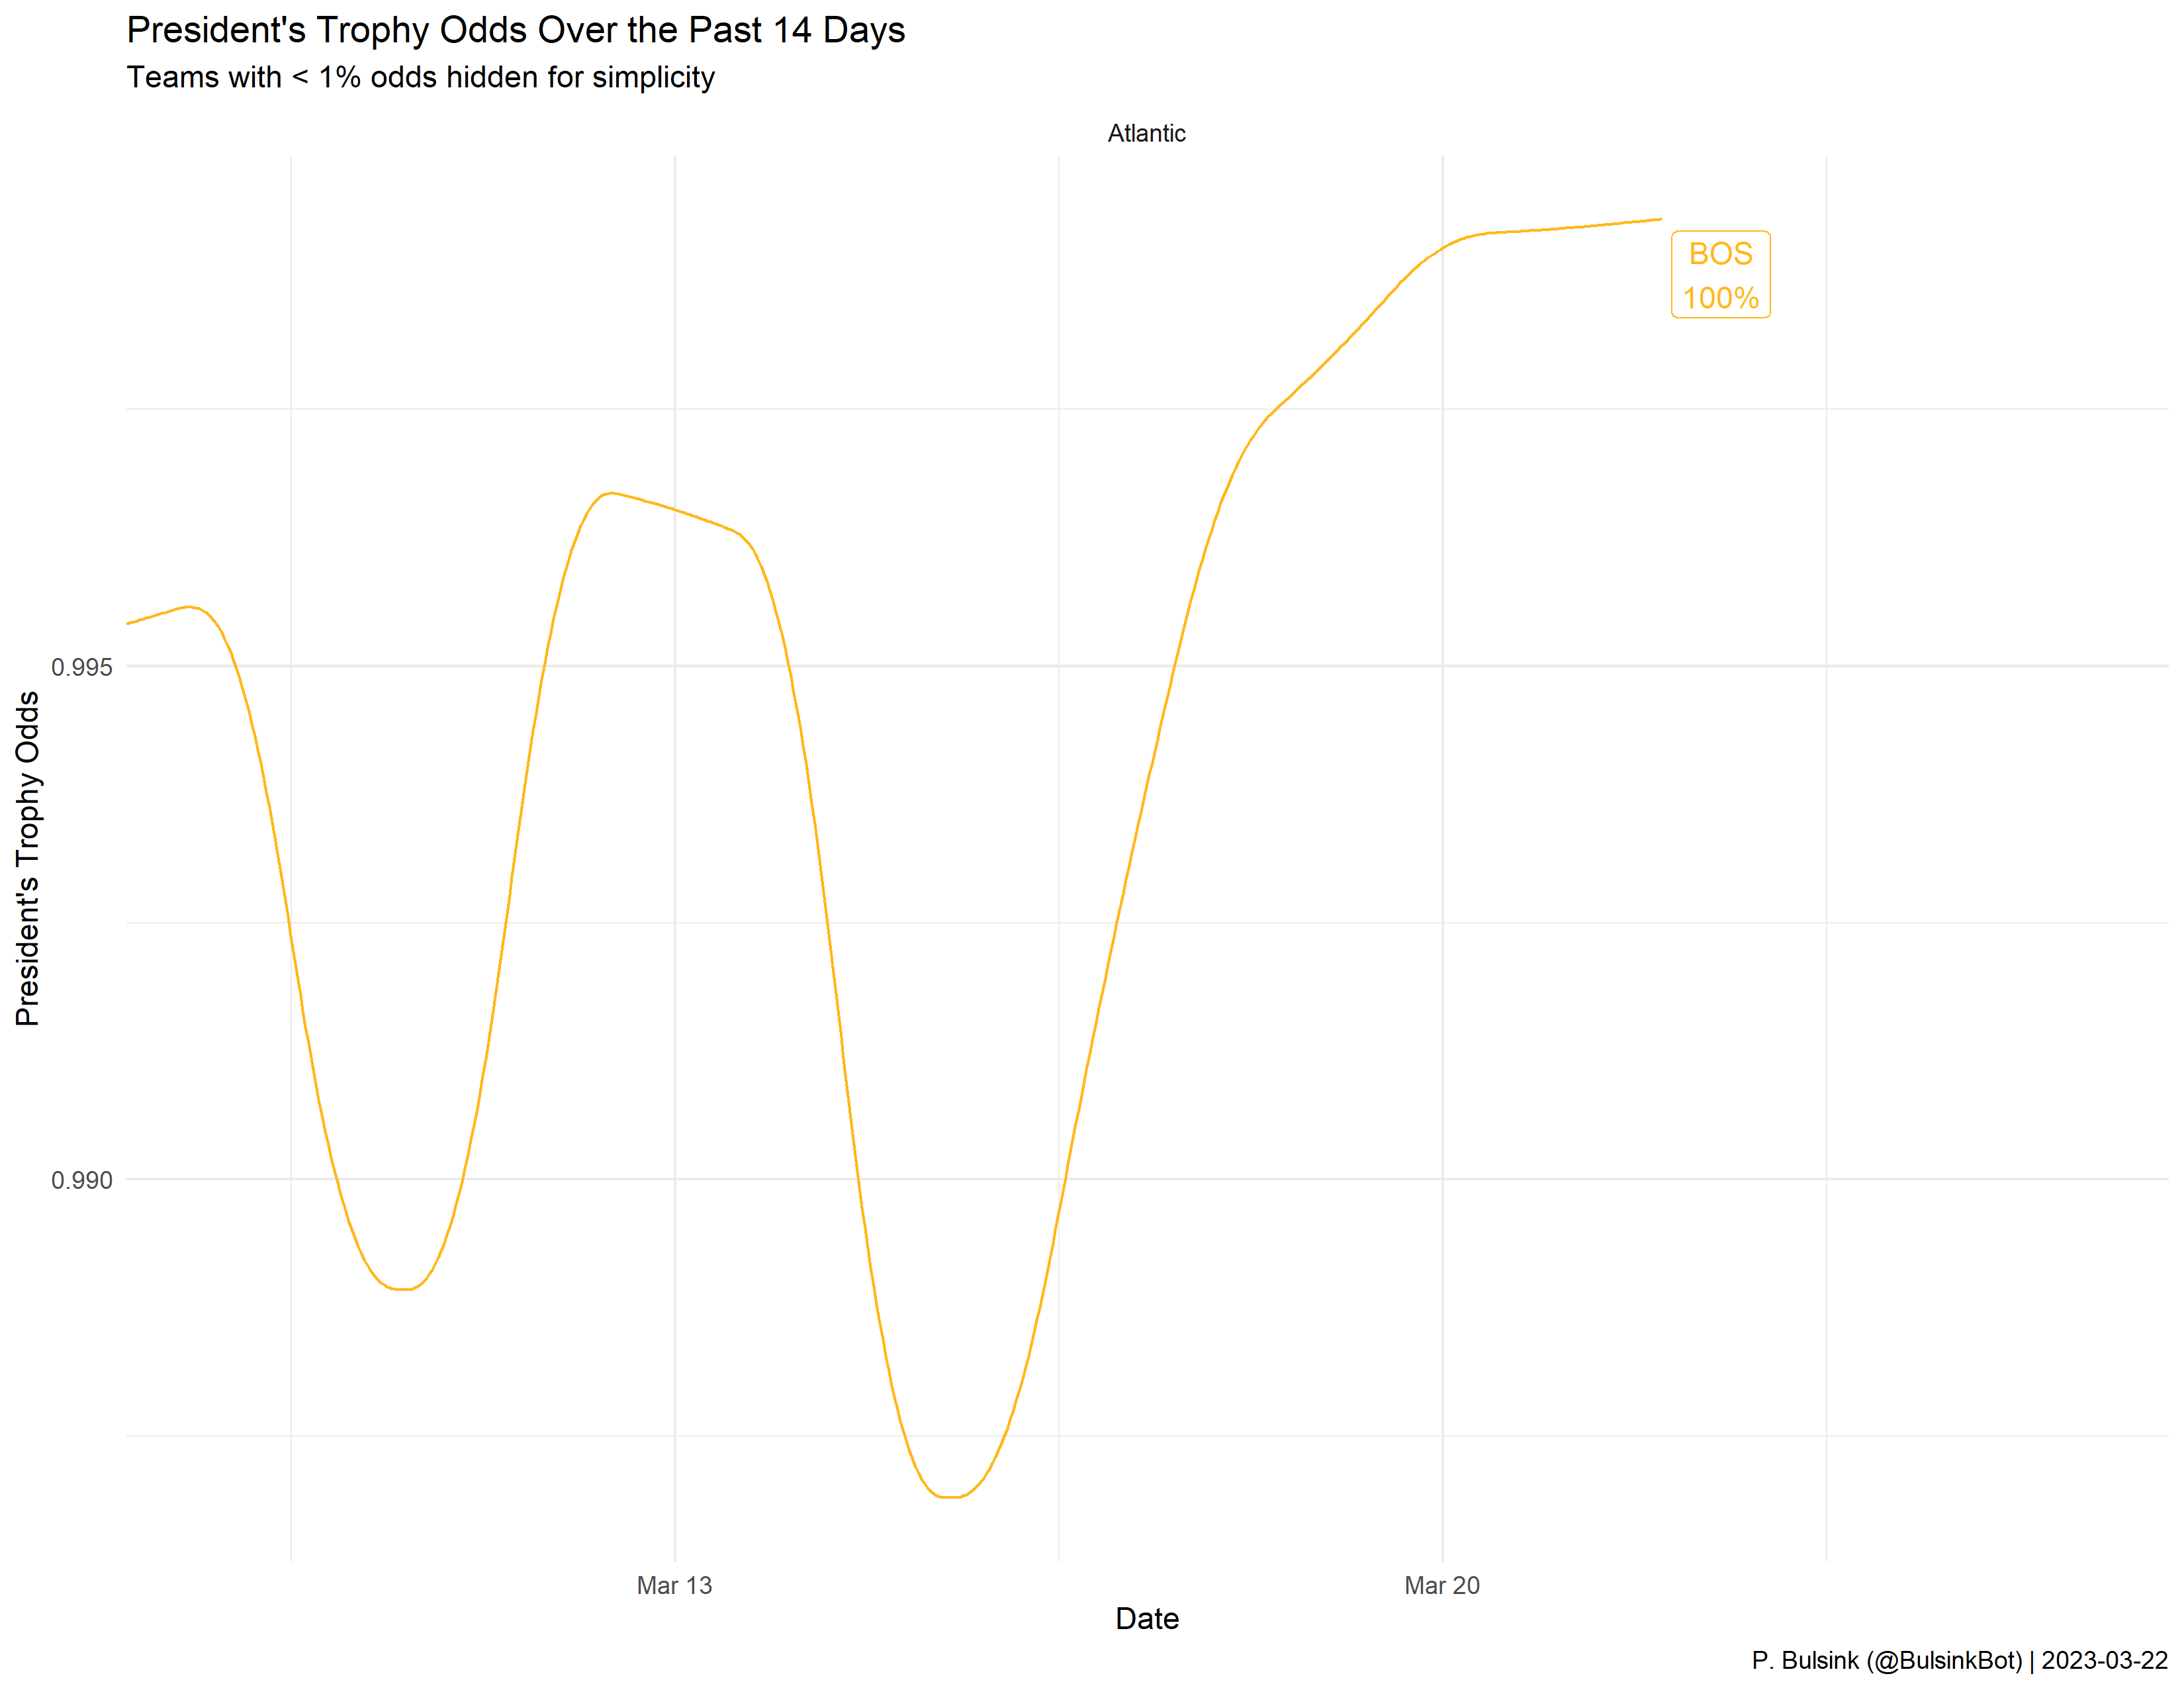 President's Trophy Odds Over the Past 14 Days
Teams with < 1% odds hidden for simplicity
Atlantic
BOS
100%
0.995
0.990
President's Trophy Odds
Mar 13
Mar 20
Date
P. Bulsink (@BulsinkBot) | 2023-03-22